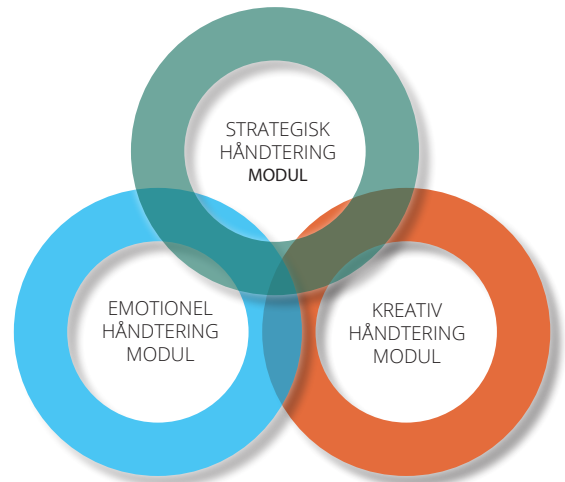 STRATEGISK
HÅNDTERING
MODUL
EMOTIONEL
HÅNDTERING
MODUL
KREATIV
HÅNDTERING
MODUL